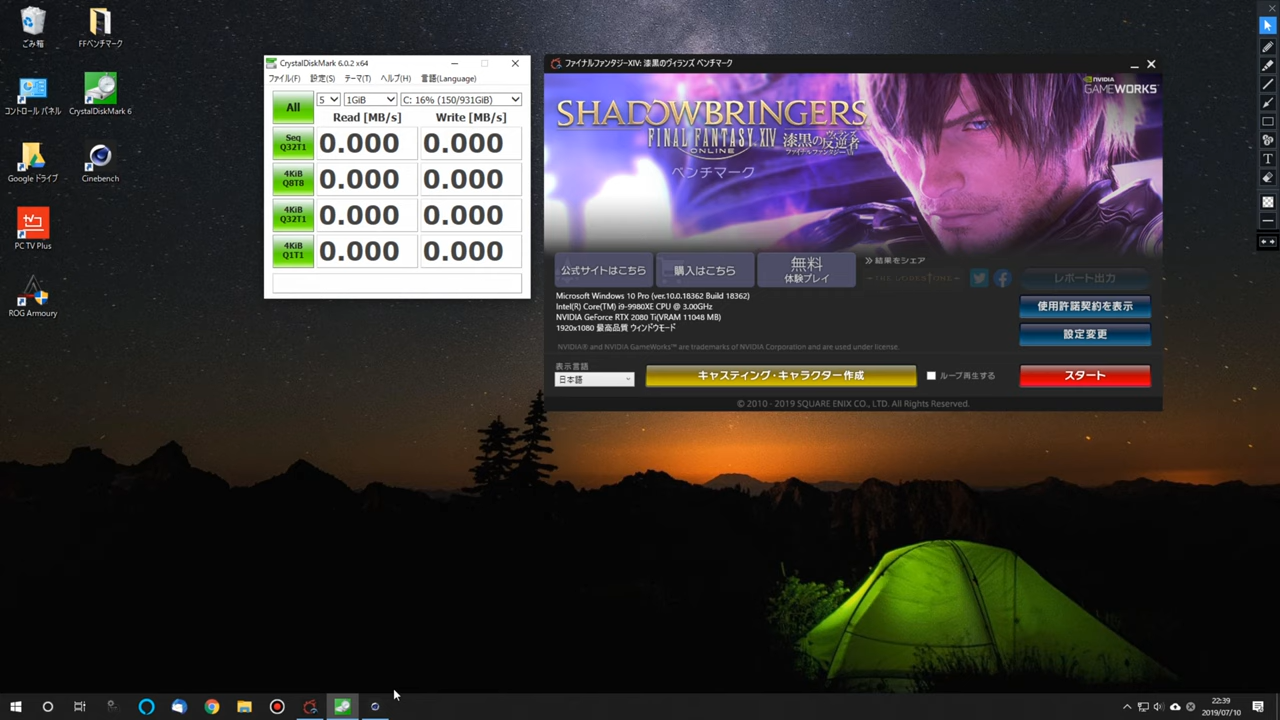 ごみ箱
FFベンチマーク
コントロール パネル
CrystalDiskMark 6
Google ドライブ
Cinebench
PC TV Plus
ROG Armoury
CrystalDiskMark 6.0.2 x64
ファイル(F) 設定(S) テーマ(T) ヘルプ(H) 言語(Language)
All
5 1GiB C: 16% (150/931GiB)
Read [MB/s] Write [MB/s]
Seq
Q32T1
0.000 0.000
4KiB
Q8T8
0.000 0.000
4KiB
Q32T1
0.000 0.000
4KiB
Q1T1
0.000 0.000
ファイナルファンタジーXIV: 漆黒のヴィランズ ベンチマーク
NVIDIA
GAMEWORKS
SHADOWBRINGERS
FINAL FANTASY XIV 漆黒の反逆者
ONLINE
ベンチマーク
公式サイトはこちら
購入はこちら
無料
体験プレイ
結果をシェア
THE LODESTONE
レポート出力
Microsoft Windows 10 Pro (ver.10.0.18362 Build 18362)
Intel(R) Core(TM) i9-9980XE CPU @ 3.00GHz
NVIDIA GeForce RTX 2080 Ti(VRAM 11048 MB)
1920x1080 最高品質 ウィンドウモード
使用許諾契約を表示
設定変更
NVIDIA® and NVIDIA GameWorks™ are trademarks of NVIDIA Corporation and are used under license.
表示言語
日本語
キャスティング・キャラクター作成
ループ再生する
スタート
© 2010 - 2019 SQUARE ENIX CO., LTD. All Rights Reserved.
22:39
2019/07/10